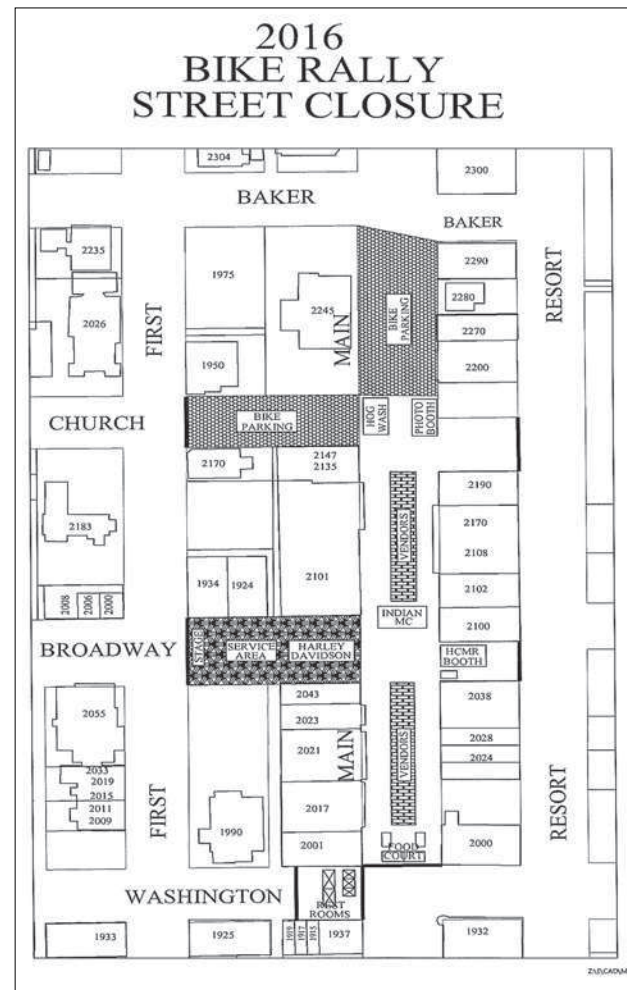 2016
BIKE RALLY
STREET CLOSURE
2304
2300
BAKER
BAKER
2235
1975
2290
2245
2280
FIRST
MAIN
BIKE
PARKING
RESORT
2026
2270
1950
2200
CHURCH
BIKE
PARKING
HOG
WASH
PHOTO
BOOTH
2170
2147
2135
2190
2183
VENDORS
2170
2108
2101
1934
1924
2102
2008
2006
2000
INDIAN
MC
2100
BROADWAY
STAGE
SERVICE
AREA
HARLEY
DAVIDSON
HCMR
BOOTH
2055
2043
2038
2023
2021
MAIN
VENDORS
2028
2024
2033
2019
2015
2011
2009
FIRST
2017
RESORT
1990
2001
FOOD
COURT
2000
WASHINGTON
REST
ROOMS
1933
1925
1919
1917
1915
1937
1932